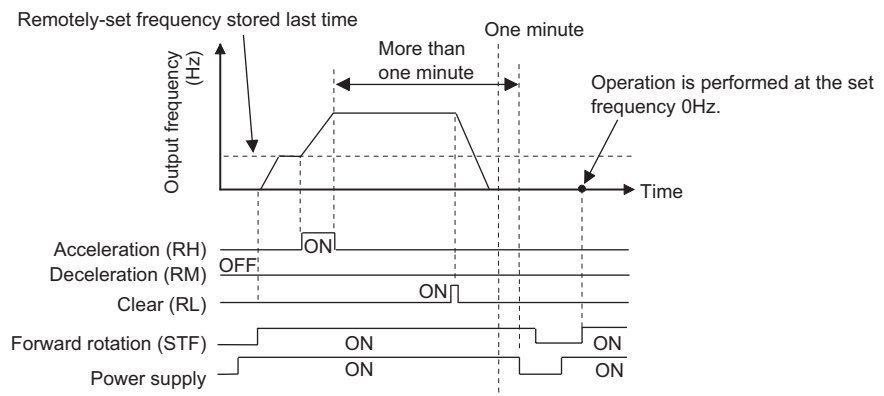 Remotely-set frequency stored last time
One minute
More than
one minute
Operation is performed at the set
frequency 0Hz.
Output frequency
(Hz)
Time
Acceleration (RH)
ON
OFF
Deceleration (RM)
Clear (RL)
ON
Forward rotation (STF)
ON
ON
Power supply
ON
ON